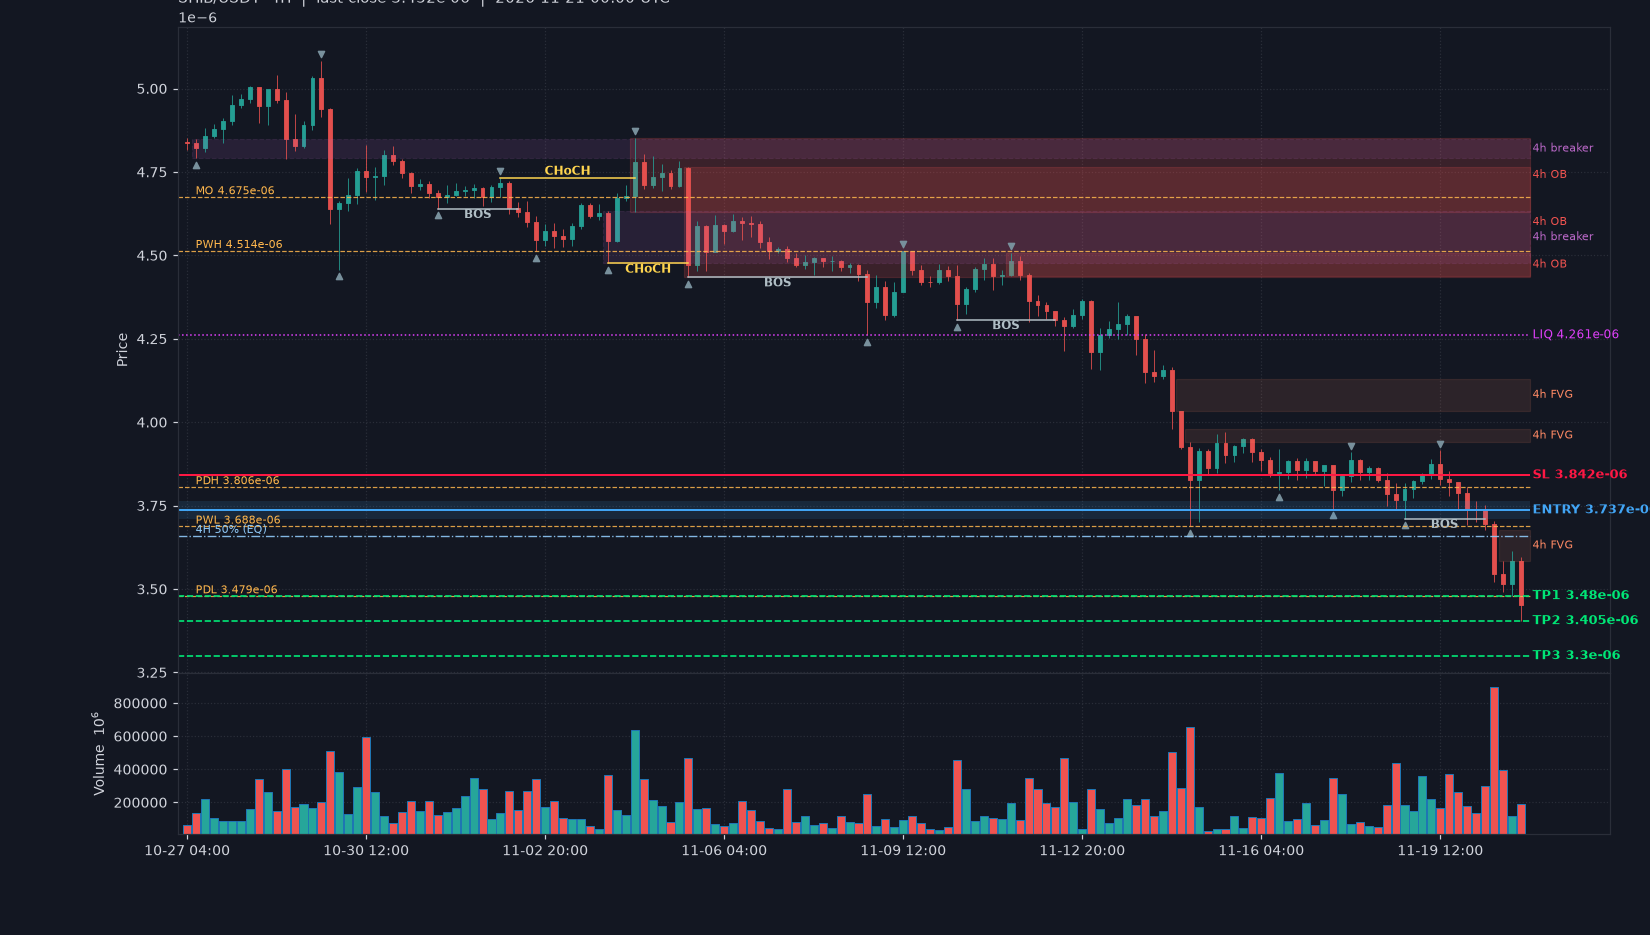 1e−6
5.00
4.75
4.50
4.25
4.00
3.75
3.50
3.25
Price
MO 4.675e-06
PWH 4.514e-06
PDH 3.806e-06
PWL 3.688e-06
4H 50% (EQ)
PDL 3.479e-06
BOS
CHoCH
CHoCH
BOS
BOS
BOS
4h breaker
4h OB
4h OB
4h breaker
4h OB
LIQ 4.261e-06
4h FVG
4h FVG
SL 3.842e-06
ENTRY 3.737e-0
4h FVG
TP1 3.48e-06
TP2 3.405e-06
TP3 3.3e-06
800000
600000
400000
200000
Volume 10⁶
10-27 04:00
10-30 12:00
11-02 20:00
11-06 04:00
11-09 12:00
11-12 20:00
11-16 04:00
11-19 12:00